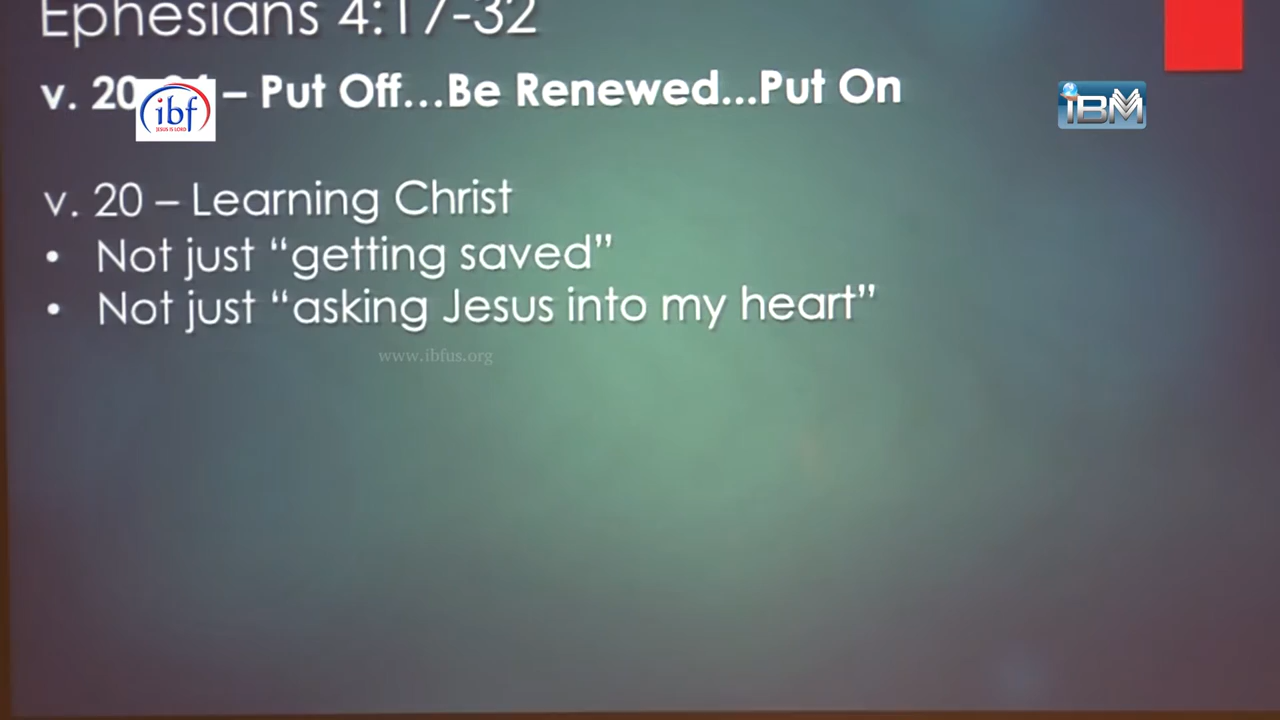 Ephesians 4:17-32
v. 20-24 – Put Off...Be Renewed...Put On
ibf
JESUS IS LORD
iBM
v. 20 – Learning Christ
• Not just “getting saved”
• Not just “asking Jesus into my heart”
www.ibfus.org